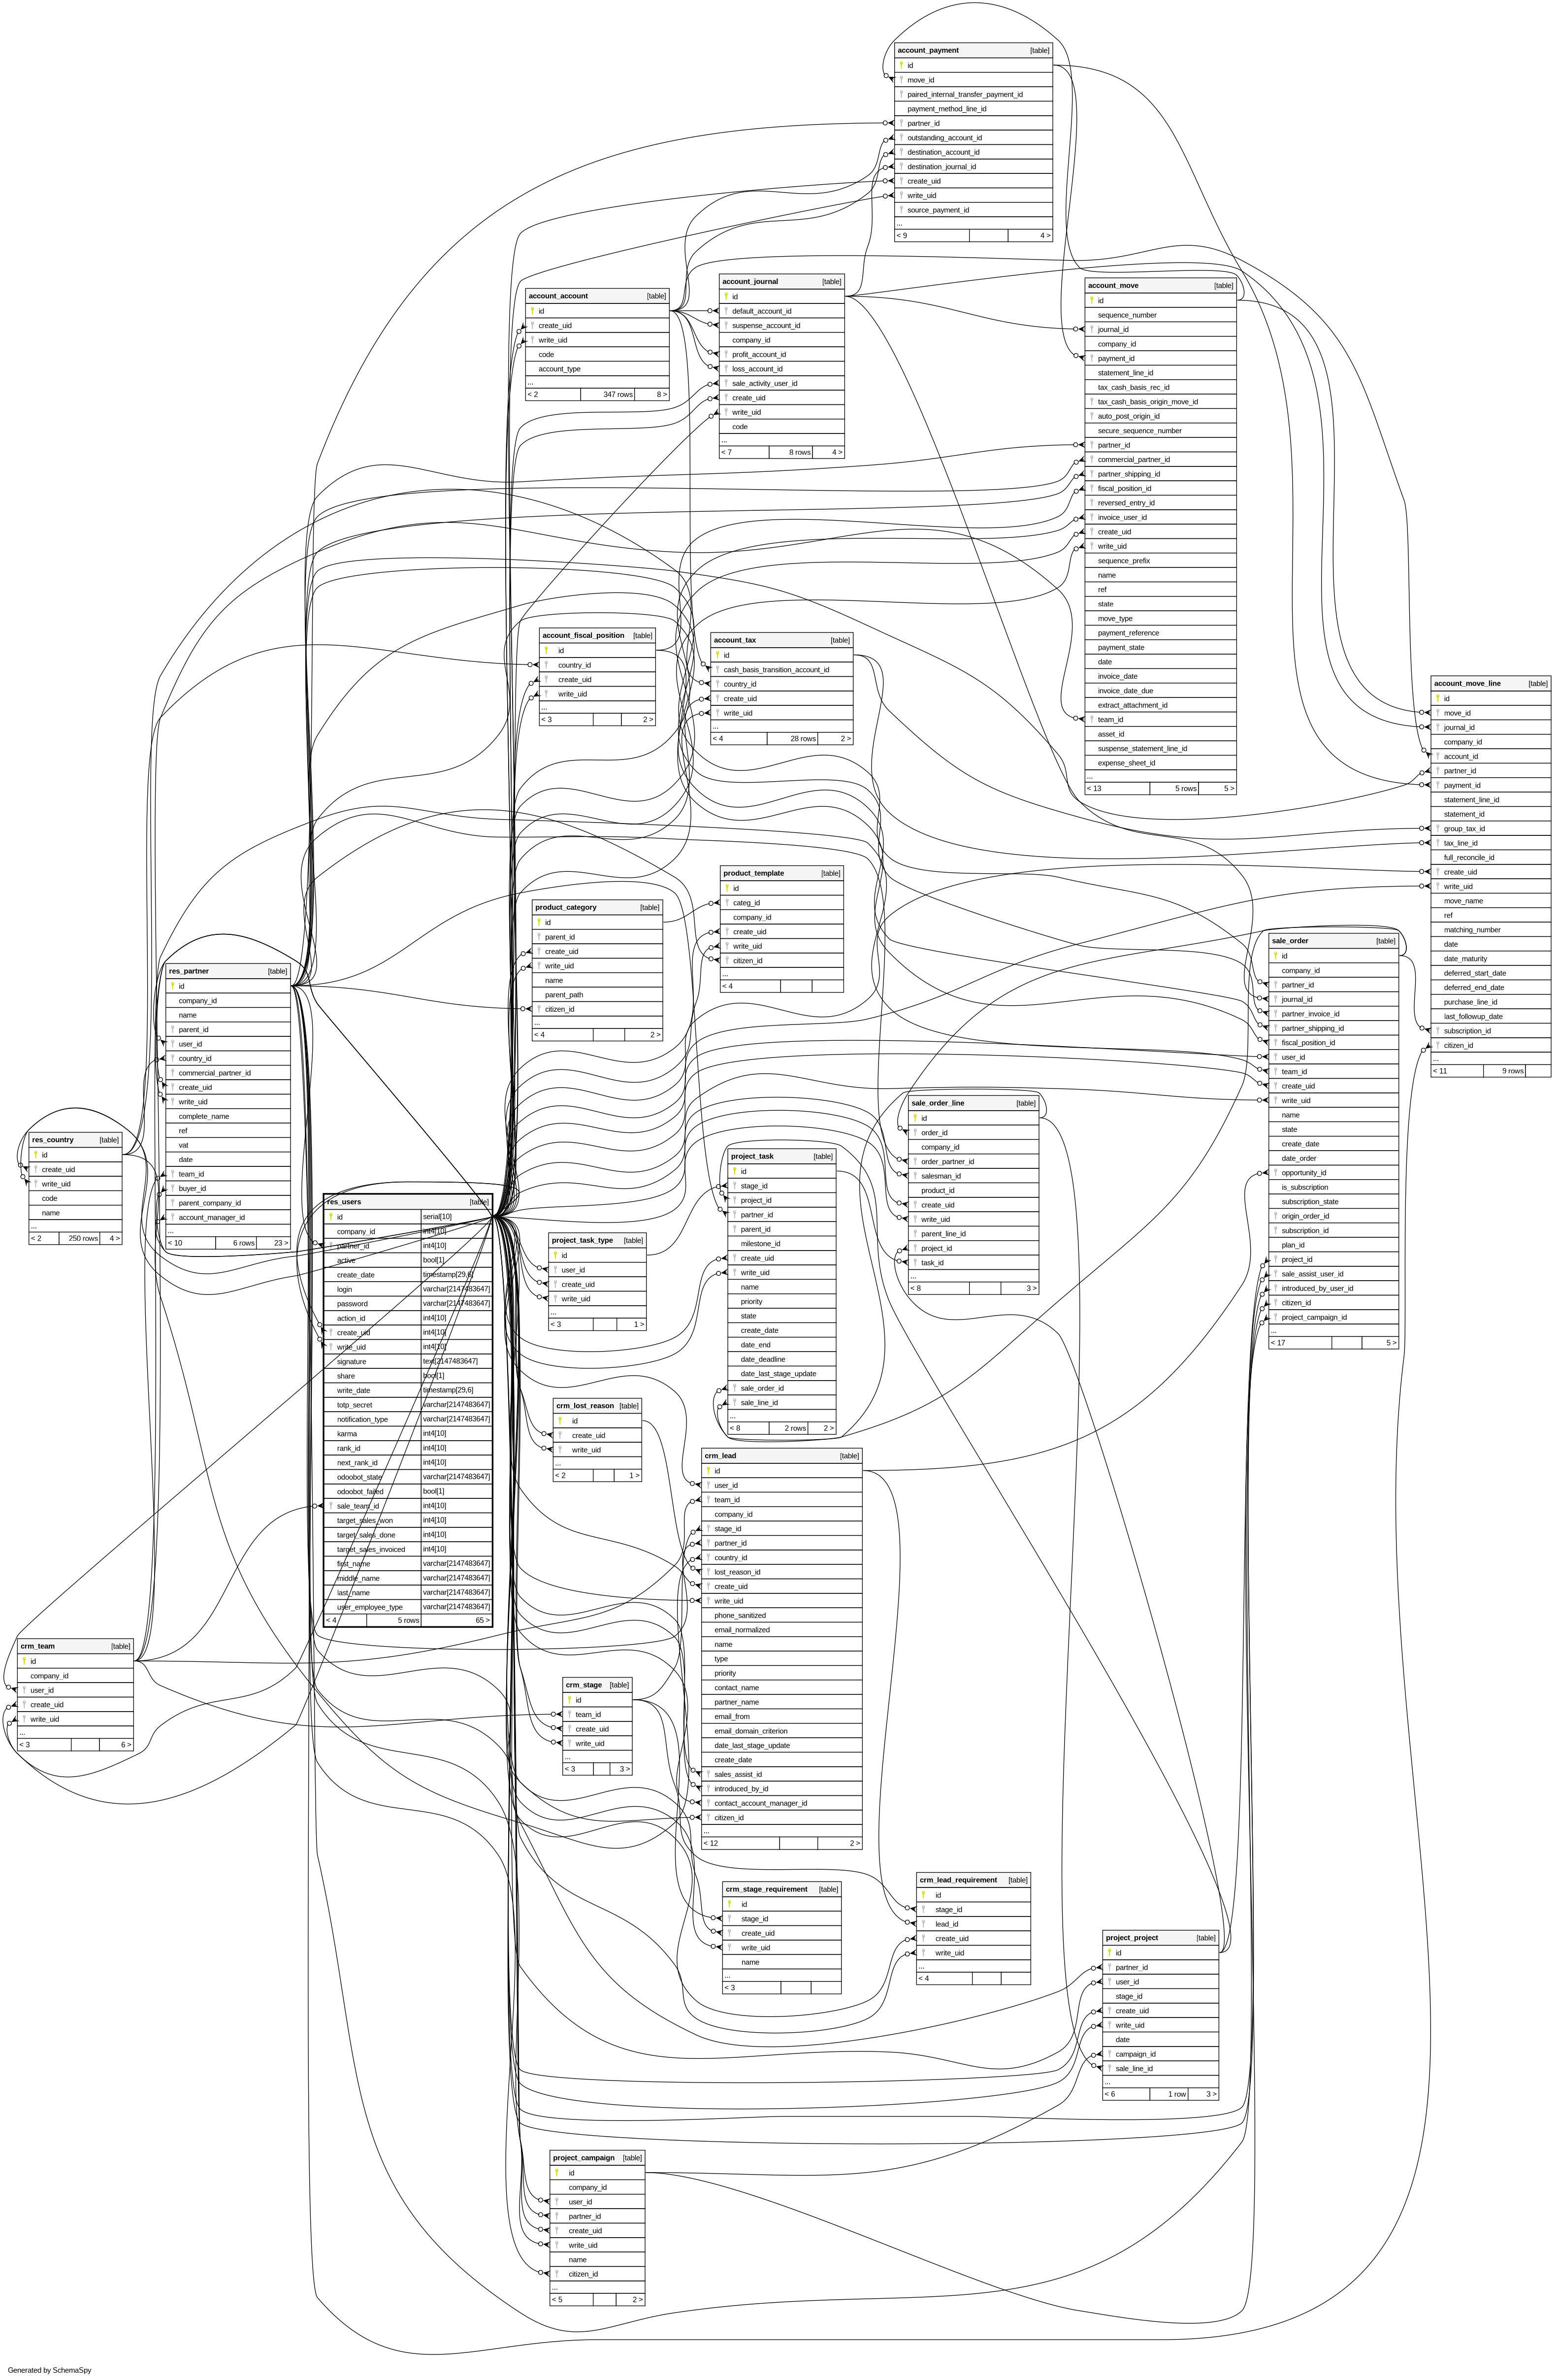 account_payment [table]
id
move_id
paired_internal_transfer_payment_id
payment_method_line_id
partner_id
outstanding_account_id
destination_account_id
destination_journal_id
create_uid
write_uid
source_payment_id
...
< 9 4 >
account_account [table]
id
create_uid
write_uid
code
account_type
...
< 2 347 rows 8 >
account_journal [table]
id
default_account_id
suspense_account_id
company_id
profit_account_id
loss_account_id
sale_activity_user_id
create_uid
write_uid
code
...
< 7 8 rows 4 >
account_move [table]
id
sequence_number
journal_id
company_id
payment_id
statement_line_id
tax_cash_basis_rec_id
tax_cash_basis_origin_move_id
auto_post_origin_id
secure_sequence_number
partner_id
commercial_partner_id
partner_shipping_id
fiscal_position_id
reversed_entry_id
invoice_user_id
create_uid
write_uid
sequence_prefix
name
ref
state
move_type
payment_reference
payment_state
date
invoice_date
invoice_date_due
extract_attachment_id
team_id
asset_id
suspense_statement_line_id
expense_sheet_id
...
< 13 5 rows 5 >
account_fiscal_position [table]
id
country_id
create_uid
write_uid
...
< 3 2 >
account_tax [table]
id
cash_basis_transition_account_id
country_id
create_uid
write_uid
...
< 4 28 rows 2 >
account_move_line [table]
id
move_id
journal_id
company_id
account_id
partner_id
payment_id
statement_line_id
statement_id
group_tax_id
tax_line_id
full_reconcile_id
create_uid
write_uid
move_name
ref
matching_number
date
date_maturity
deferred_start_date
deferred_end_date
purchase_line_id
last_followup_date
subscription_id
citizen_id
...
< 11 9 rows
product_template [table]
id
categ_id
company_id
create_uid
write_uid
citizen_id
...
< 4
product_category [table]
id
parent_id
create_uid
write_uid
name
parent_path
citizen_id
...
< 4 2 >
sale_order [table]
id
company_id
partner_id
journal_id
partner_invoice_id
partner_shipping_id
fiscal_position_id
user_id
team_id
create_uid
write_uid
name
state
create_date
date_order
opportunity_id
is_subscription
subscription_state
origin_order_id
subscription_id
plan_id
project_id
sale_assist_user_id
introduced_by_user_id
citizen_id
project_campaign_id
...
< 17 5 >
res_partner [table]
id
company_id
name
parent_id
user_id
country_id
commercial_partner_id
create_uid
write_uid
complete_name
ref
vat
date
team_id
buyer_id
parent_company_id
account_manager_id
...
< 10 6 rows 23 >
res_country [table]
id
create_uid
write_uid
code
name
...
< 2 250 rows 4 >
sale_order_line [table]
id
order_id
company_id
order_partner_id
salesman_id
product_id
create_uid
write_uid
parent_line_id
project_id
task_id
...
< 8 3 >
project_task [table]
id
stage_id
project_id
partner_id
parent_id
milestone_id
create_uid
write_uid
name
priority
state
create_date
date_end
date_deadline
date_last_stage_update
sale_order_id
sale_line_id
...
< 8 2 rows 2 >
res_users [table]
id serial[10]
company_id int4[10]
partner_id int4[10]
active bool[1]
create_date timestamp[29,6]
login varchar[2147483647]
password varchar[2147483647]
action_id int4[10]
create_uid int4[10]
write_uid int4[10]
signature text[2147483647]
share bool[1]
write_date timestamp[29,6]
totp_secret varchar[2147483647]
notification_type varchar[2147483647]
karma int4[10]
rank_id int4[10]
next_rank_id int4[10]
odoobot_state varchar[2147483647]
odoobot_failed bool[1]
sale_team_id int4[10]
target_sales_won int4[10]
target_sales_done int4[10]
target_sales_invoiced int4[10]
first_name varchar[2147483647]
middle_name varchar[2147483647]
last_name varchar[2147483647]
user_employee_type varchar[2147483647]
< 4 5 rows 65 >
project_task_type [table]
id
user_id
create_uid
write_uid
...
< 3 1 >
crm_lost_reason [table]
id
create_uid
write_uid
...
< 2 1 >
crm_lead [table]
id
user_id
team_id
company_id
stage_id
partner_id
country_id
lost_reason_id
create_uid
write_uid
phone_sanitized
email_normalized
name
type
priority
contact_name
partner_name
email_from
email_domain_criterion
date_last_stage_update
create_date
sales_assist_id
introduced_by_id
contact_account_manager_id
citizen_id
...
< 12 2 >
crm_team [table]
id
company_id
user_id
create_uid
write_uid
...
< 3 6 >
crm_stage [table]
id
team_id
create_uid
write_uid
...
< 3 3 >
crm_stage_requirement [table]
id
stage_id
create_uid
write_uid
name
...
< 3
crm_lead_requirement [table]
id
stage_id
lead_id
create_uid
write_uid
...
< 4
project_project [table]
id
partner_id
user_id
stage_id
create_uid
write_uid
date
campaign_id
sale_line_id
...
< 6 1 row 3 >
project_campaign [table]
id
company_id
user_id
partner_id
create_uid
write_uid
name
citizen_id
...
< 5 2 >
Generated by SchemaSpy